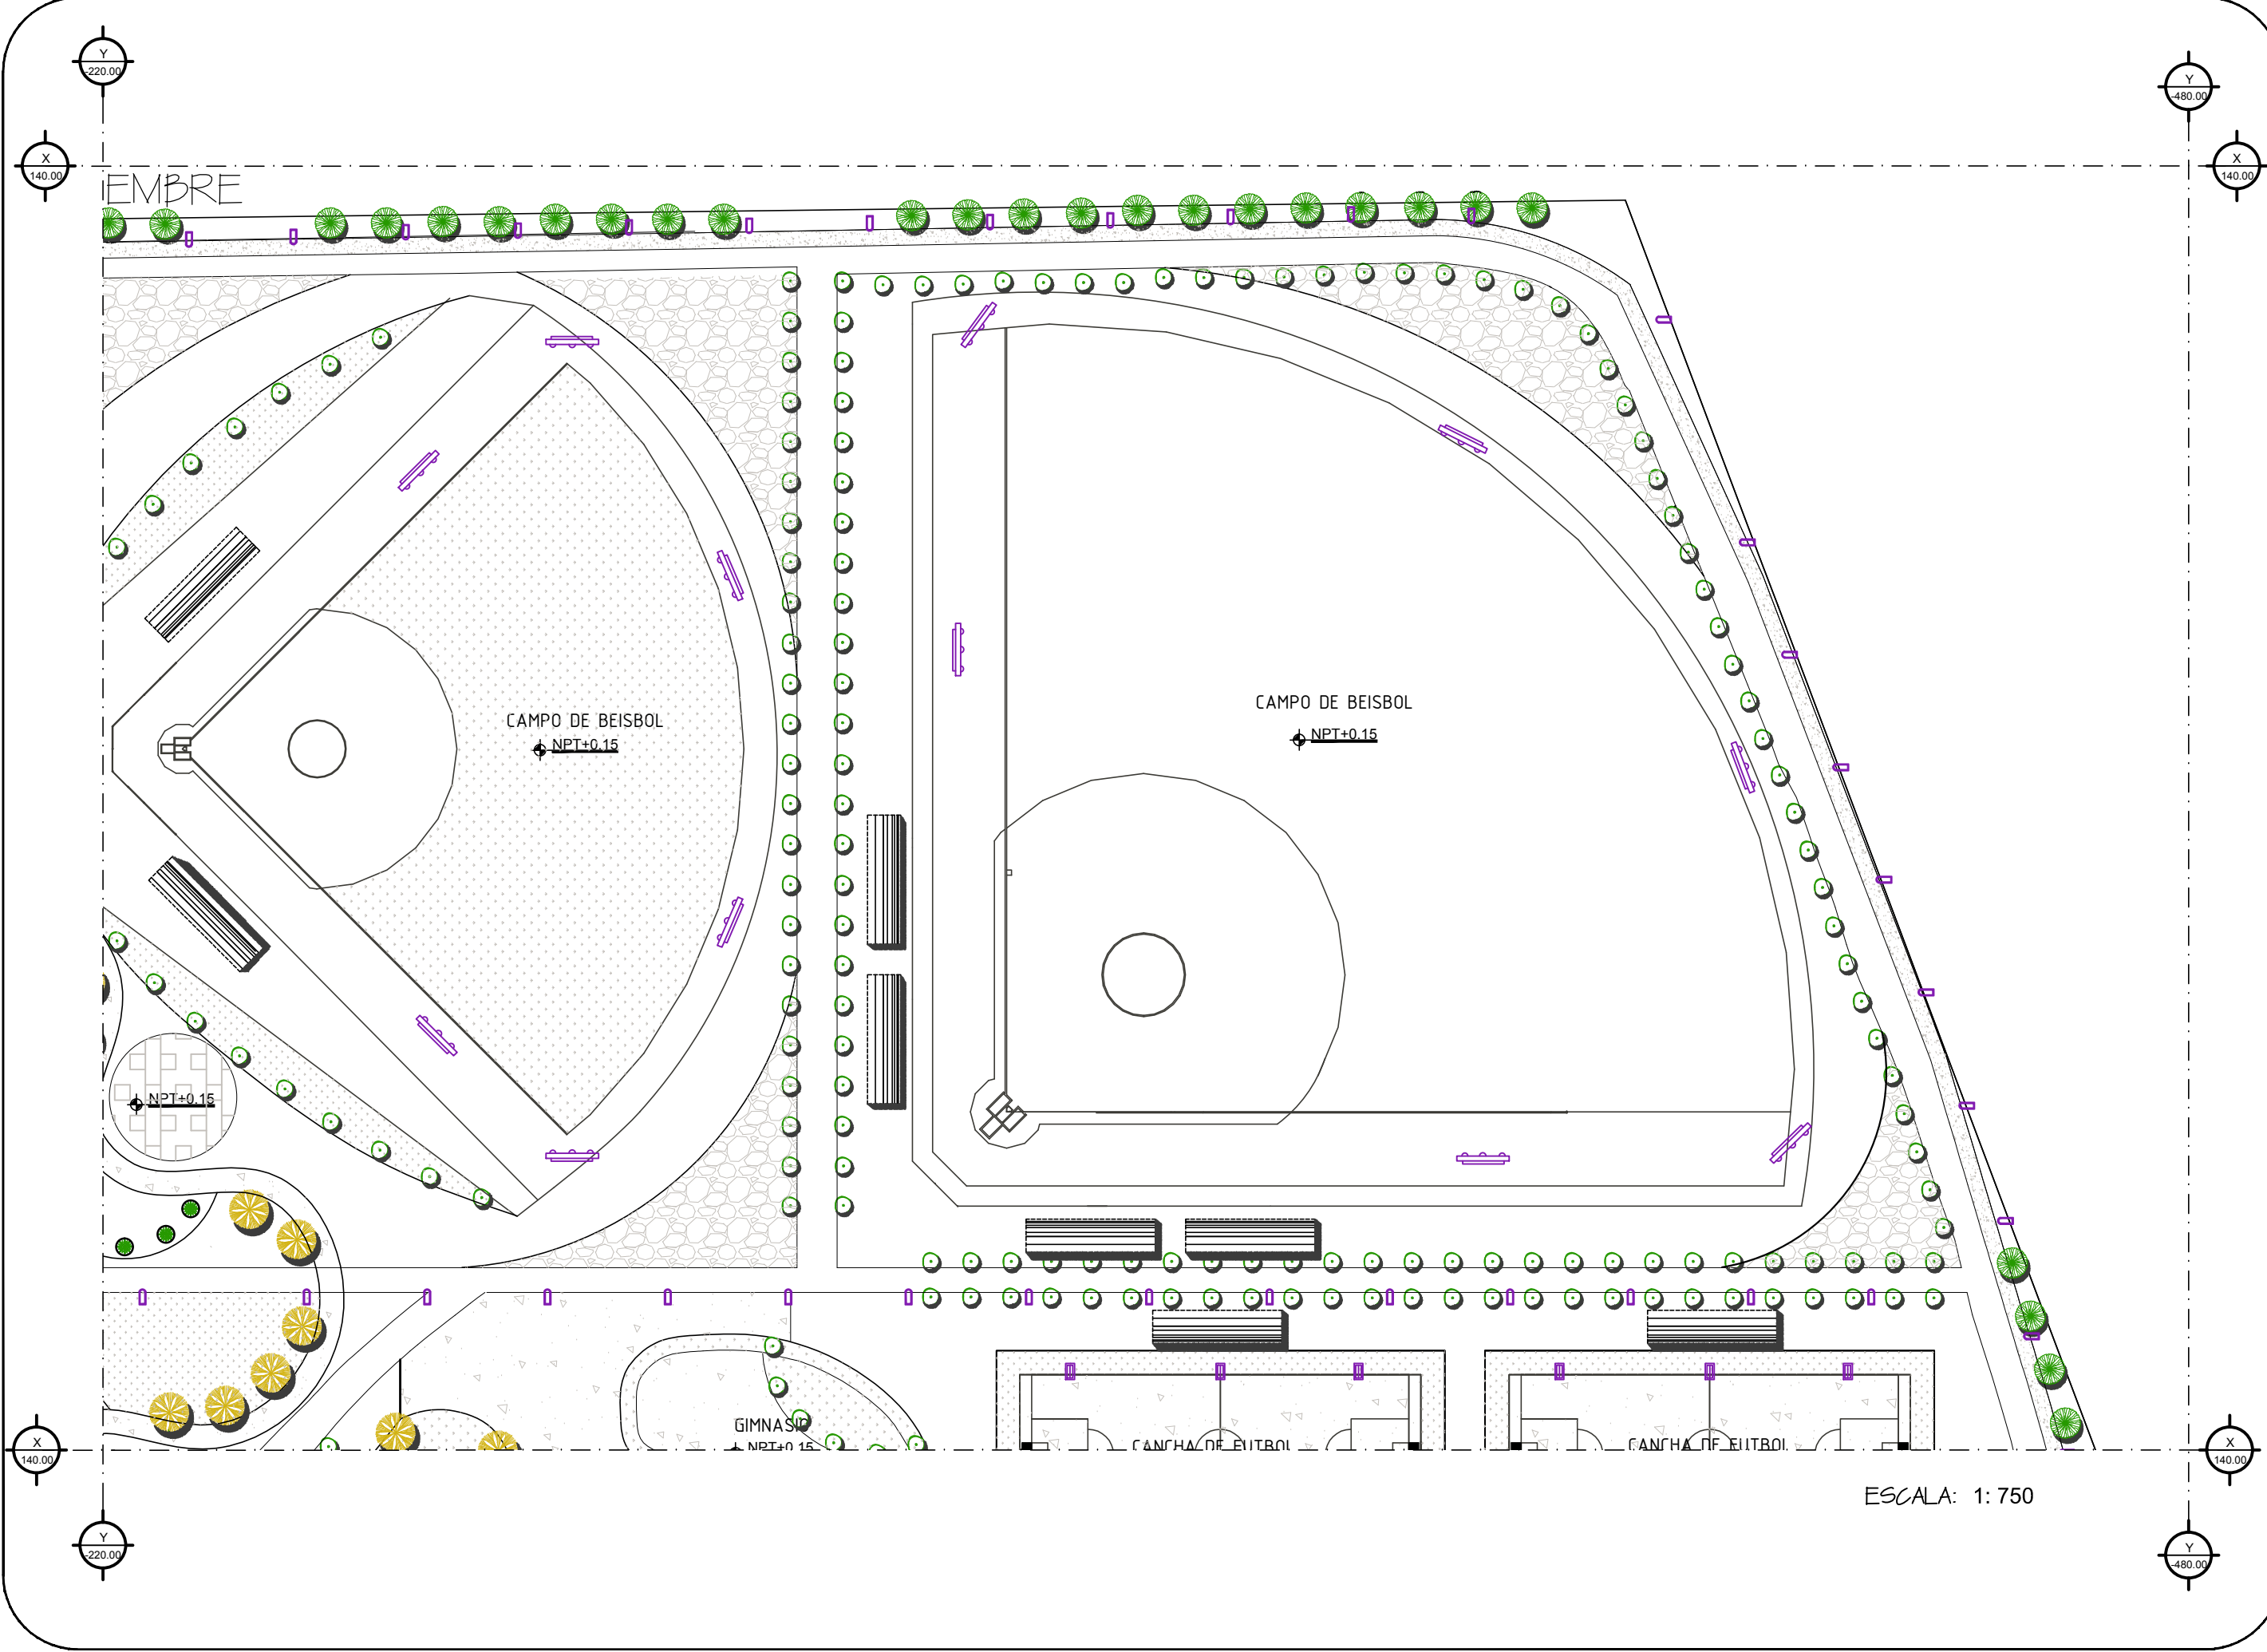 Y
-220.00
Y
-480.00
X
140.00
X
140.00
EMBRE
CAMPO DE BEISBOL
NPT+0.15
CAMPO DE BEISBOL
NPT+0.15
NPT+0.15
GIMNASIO
NPT+0.15
CANCHA DE FUTBOL
CANCHA DE FUTBOL
X
140.00
X
140.00
ESCALA: 1: 750
Y
-220.00
Y
-480.00